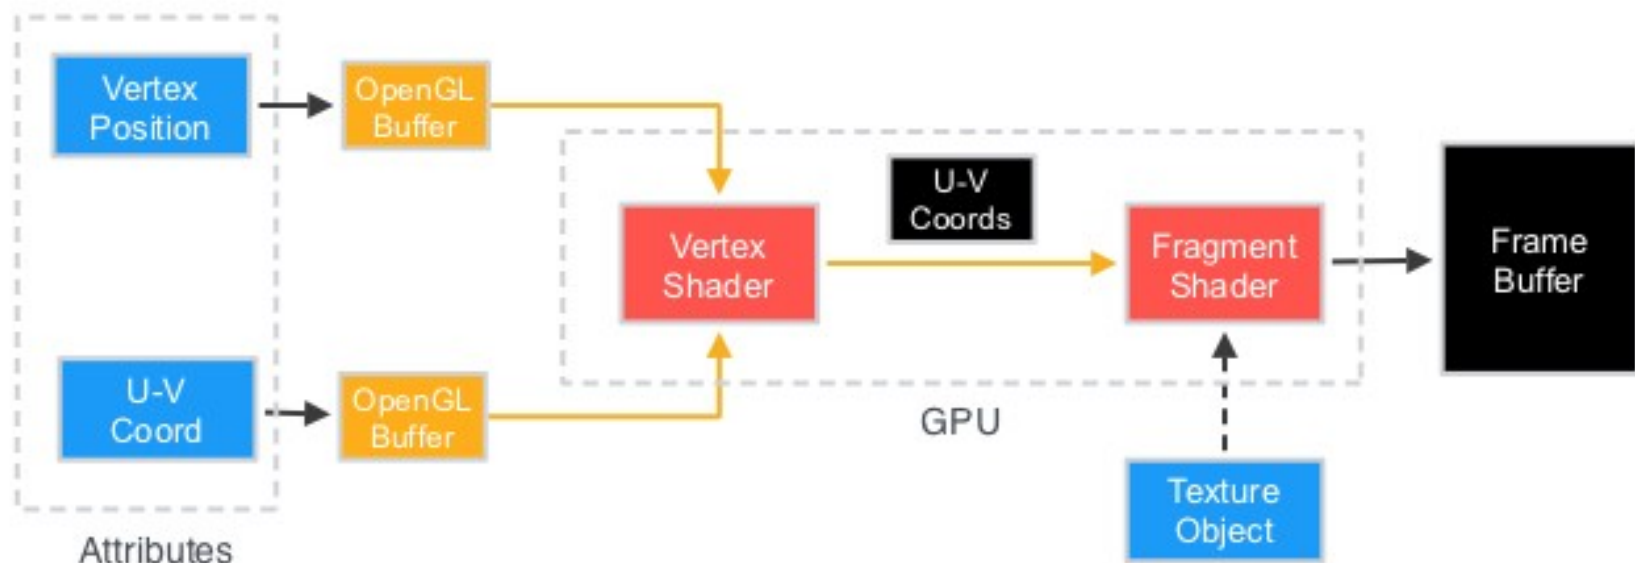 Vertex
Position
OpenGL
Buffer
U-V
Coords
Vertex
Shader
Fragment
Shader
Frame
Buffer
U-V
Coord
OpenGL
Buffer
GPU
Texture
Object
Attributes